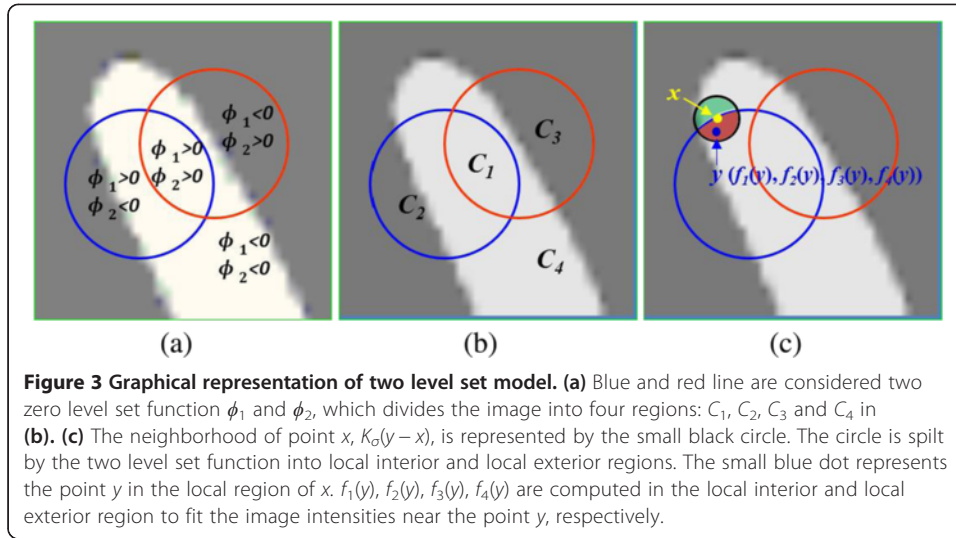 ϕ 1<0
ϕ 2>0
ϕ 1>0
ϕ 2>0
ϕ 1>0
ϕ 2<0
ϕ 1<0
ϕ 2<0
(a)
C3
C1
C2
C4
(b)
x
y (f1(y), f2(y), f3(y), f4(y))
(c)
Figure 3 Graphical representation of two level set model. (a) Blue and red line are considered two
zero level set function ϕ1 and ϕ2, which divides the image into four regions: C1, C2, C3 and C4 in
(b). (c) The neighborhood of point x, Kσ(y − x), is represented by the small black circle. The circle is spilt
by the two level set function into local interior and local exterior regions. The small blue dot represents
the point y in the local region of x. f1(y), f2(y), f3(y), f4(y) are computed in the local interior and local
exterior region to fit the image intensities near the point y, respectively.